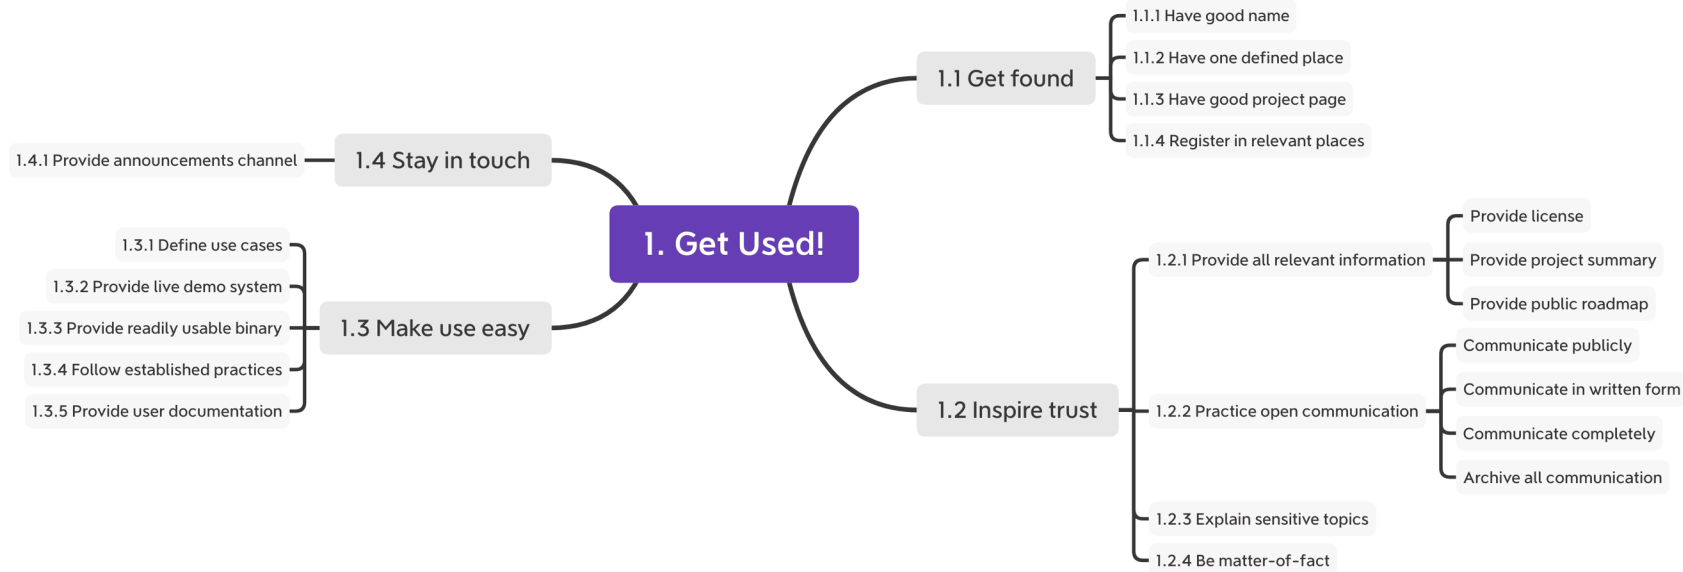 1. Get Used!
1.1 Get found
1.1.1 Have good name
1.1.2 Have one defined place
1.1.3 Have good project page
1.1.4 Register in relevant places
1.2 Inspire trust
1.2.1 Provide all relevant information
Provide license
Provide project summary
Provide public roadmap
1.2.2 Practice open communication
Communicate publicly
Communicate in written form
Communicate completely
Archive all communication
1.2.3 Explain sensitive topics
1.2.4 Be matter-of-fact
1.3 Make use easy
1.3.1 Define use cases
1.3.2 Provide live demo system
1.3.3 Provide readily usable binary
1.3.4 Follow established practices
1.3.5 Provide user documentation
1.4 Stay in touch
1.4.1 Provide announcements channel